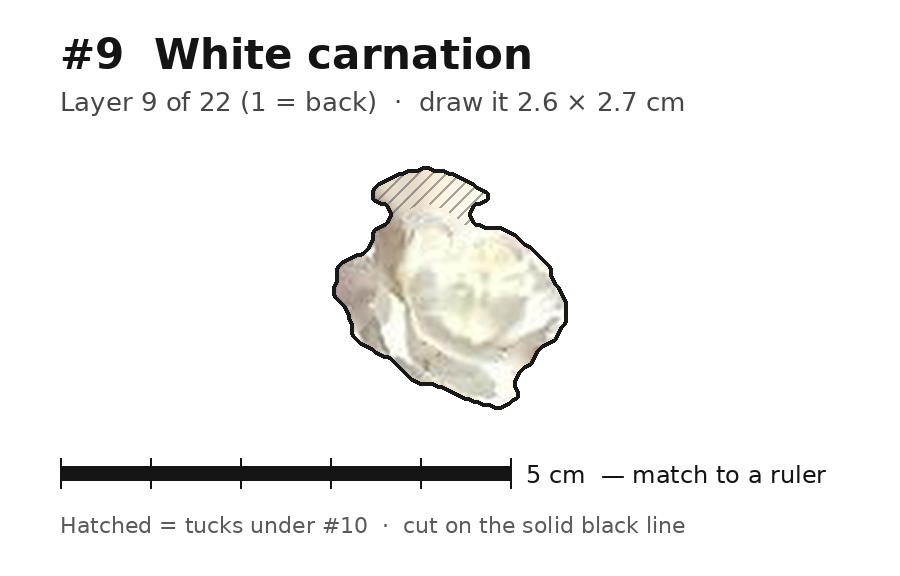 #9 White carnation
Layer 9 of 22 (1 = back) · draw it 2.6 × 2.7 cm
5 cm — match to a ruler
Hatched = tucks under #10 · cut on the solid black line